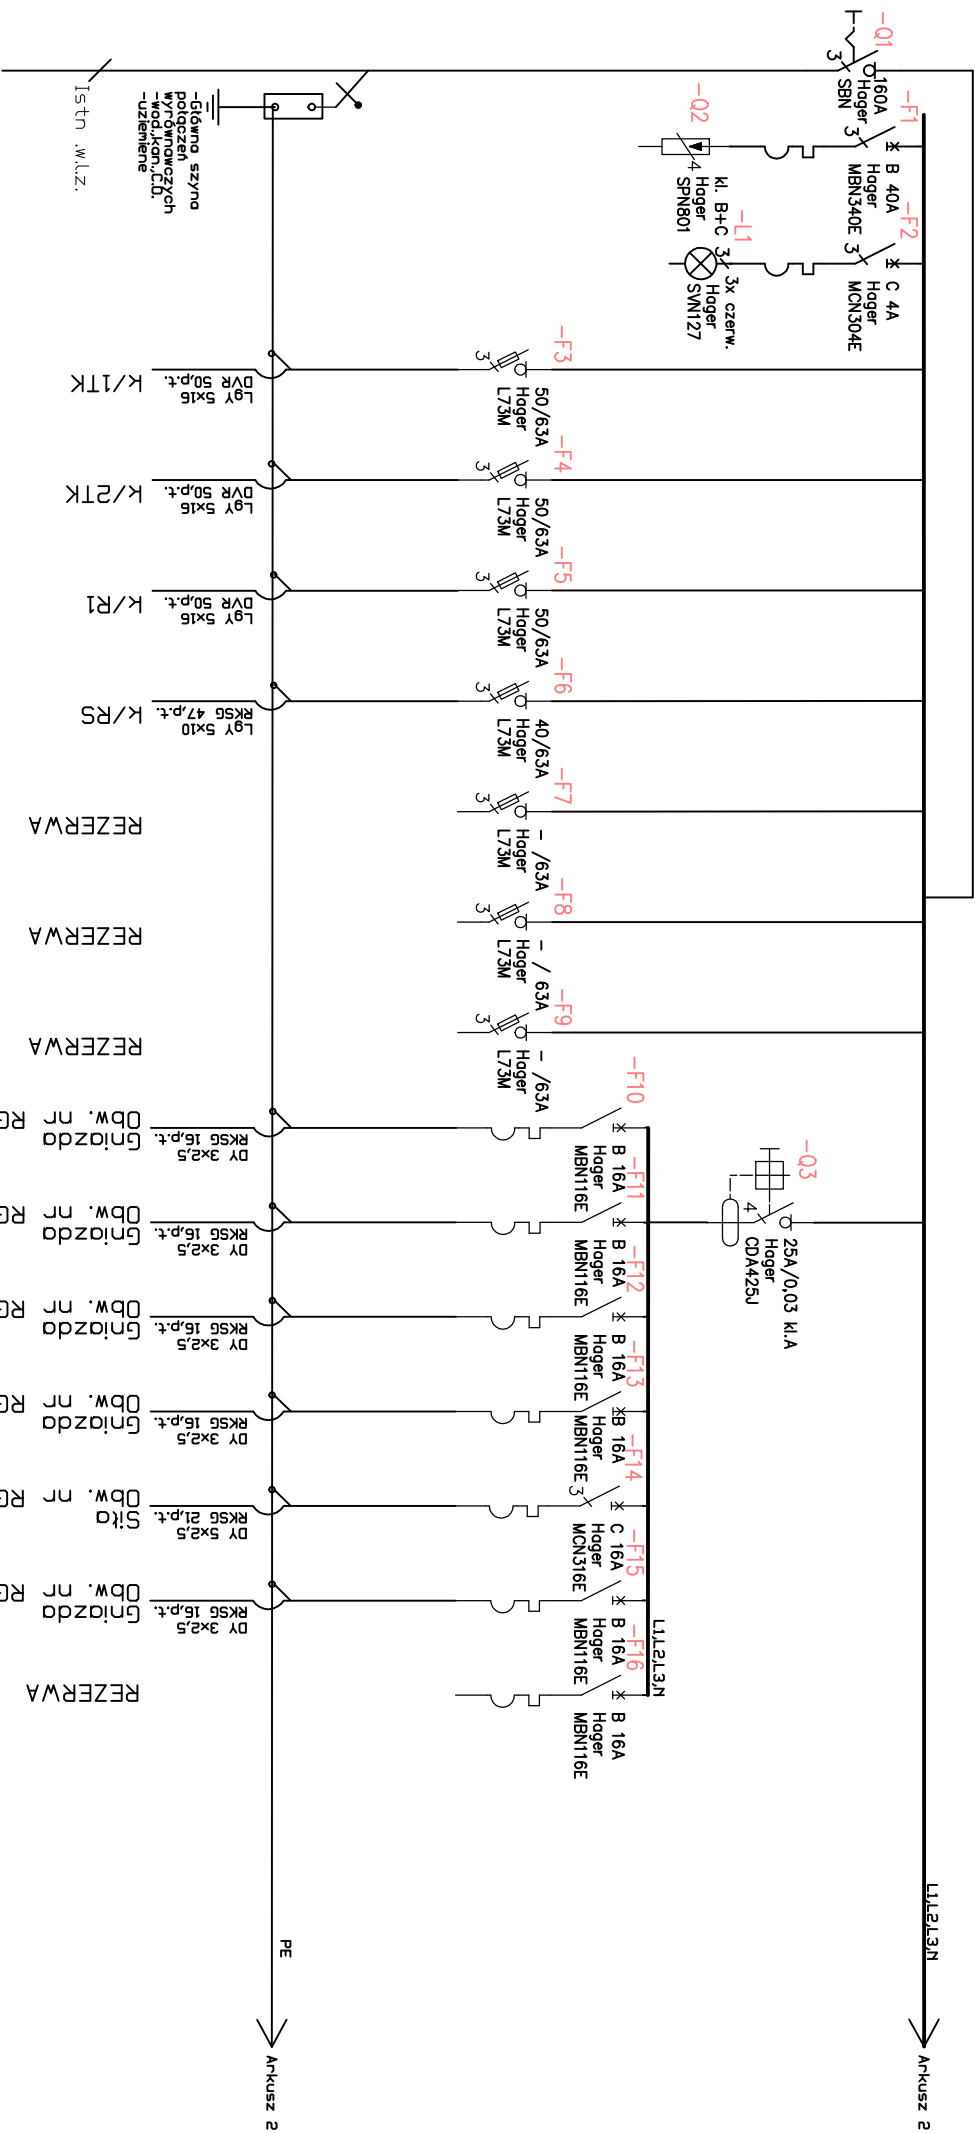 -Q1
160A
Hager
SBN
3
-F1
B 40A
Hager
MBN340E
3
-Q2
kl. B+C
Hager
SPN801
4
-F2
C 4A
Hager
MCN304E
3
-L1
3x czerw.
Hager
SVN127
3
Istn .w.l.z.
-Główna szyna
połączeń
wyrównawczych
-wod.,kan.,C.O.
-uziemiene
-F3
50/63A
Hager
L73M
3
LgY 5x16
DVR 50,p.t.
K/1TK
-F4
50/63A
Hager
L73M
3
LgY 5x16
DVR 50,p.t.
K/2TK
-F5
50/63A
Hager
L73M
3
LgY 5x16
DVR 50,p.t.
K/R1
-F6
40/63A
Hager
L73M
3
LgY 5x10
RKSG 47,p.t.
K/RS
-F7
- /63A
Hager
L73M
3
REZERWA
-F8
- / 63A
Hager
L73M
3
REZERWA
-F9
- /63A
Hager
L73M
3
REZERWA
-Q3
25A/0,03 kl.A
Hager
CDA425J
4
-F10
B 16A
Hager
MBN116E
DY 3x2,5
RKSG 16,p.t.
Gniazda
Obw. nr
-F11
B 16A
Hager
MBN116E
DY 3x2,5
RKSG 16,p.t.
Gniazda
Obw. nr
-F12
B 16A
Hager
MBN116E
DY 3x2,5
RKSG 16,p.t.
Gniazda
Obw. nr
-F13
B 16A
Hager
MBN116E
DY 3x2,5
RKSG 16,p.t.
Gniazda
Obw. nr
-F14
C 16A
Hager
MCN316E
3
DY 5x2,5
RKSG 21,p.t.
Siła
Obw. nr
-F15
B 16A
Hager
MBN116E
DY 3x2,5
RKSG 16,p.t.
Gniazda
Obw. nr
-F16
B 16A
Hager
MBN116E
REZERWA
L1,L2,L3,N
L1,L2,L3,N
PE
Arkusz 2
Arkusz 2